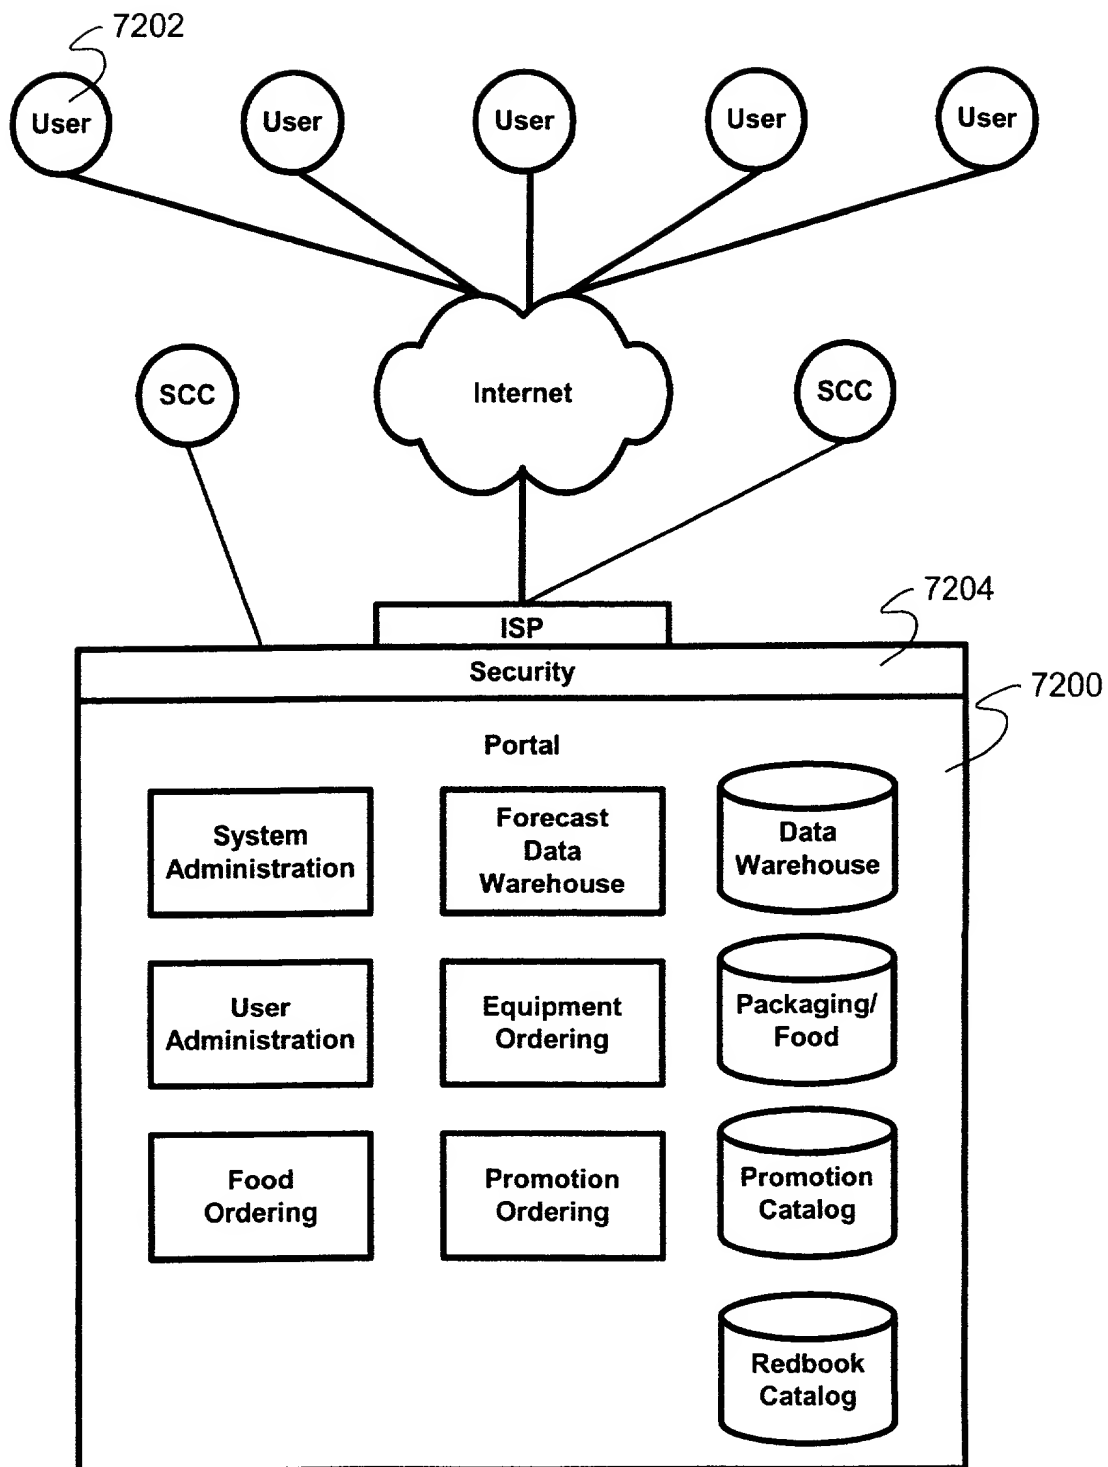 7202
User
User
User
User
User
Internet
SCC
SCC
7204
ISP
Security
7200
Portal
System
Administration
Forecast
Data
Warehouse
Data
Warehouse
User
Administration
Equipment
Ordering
Packaging/
Food
Food
Ordering
Promotion
Ordering
Promotion
Catalog
Redbook
Catalog